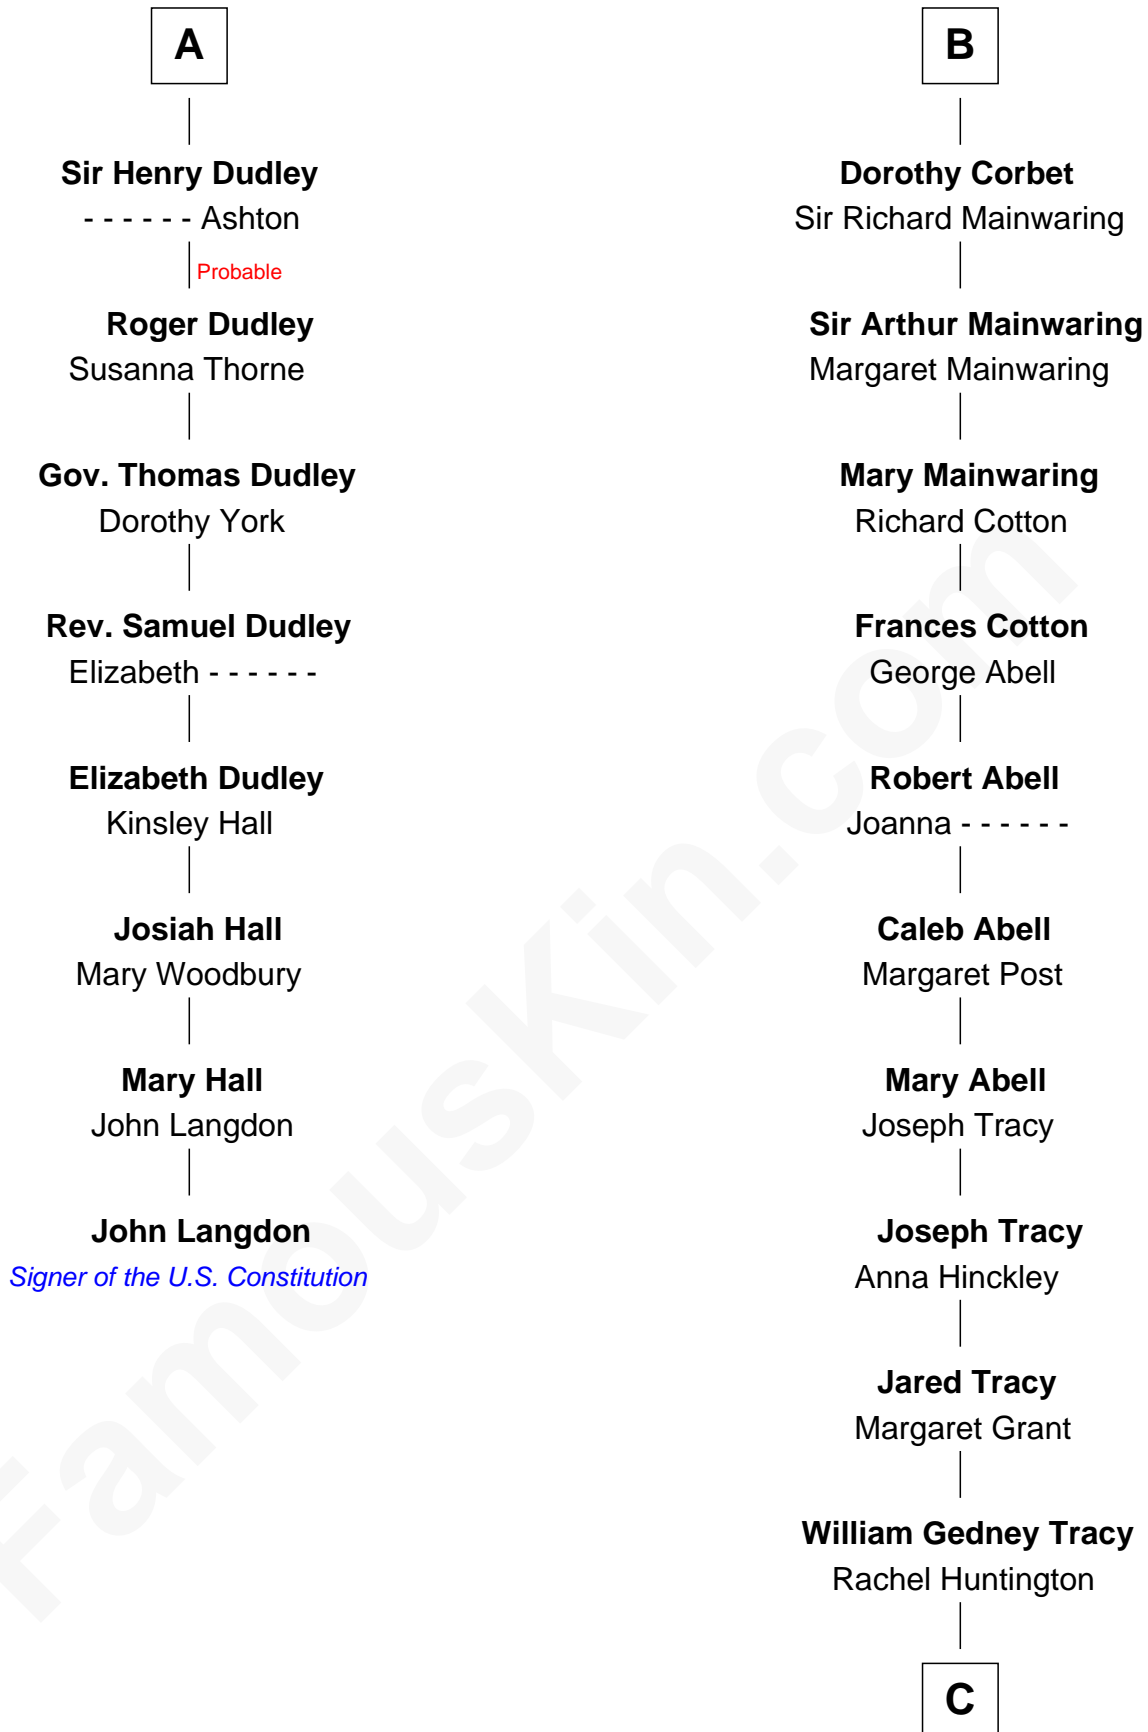 A
Sir Henry Dudley
- - - - - - Ashton
Probable
Roger Dudley
Susanna Thorne
Gov. Thomas Dudley
Dorothy York
Rev. Samuel Dudley
Elizabeth - - - - - -
Elizabeth Dudley
Kinsley Hall
Josiah Hall
Mary Woodbury
Mary Hall
John Langdon
John Langdon
Signer of the U.S. Constitution
B
Dorothy Corbet
Sir Richard Mainwaring
Sir Arthur Mainwaring
Margaret Mainwaring
Mary Mainwaring
Richard Cotton
Frances Cotton
George Abell
Robert Abell
Joanna - - - - - -
Caleb Abell
Margaret Post
Mary Abell
Joseph Tracy
Joseph Tracy
Anna Hinckley
Jared Tracy
Margaret Grant
William Gedney Tracy
Rachel Huntington
C
FamousKin.com